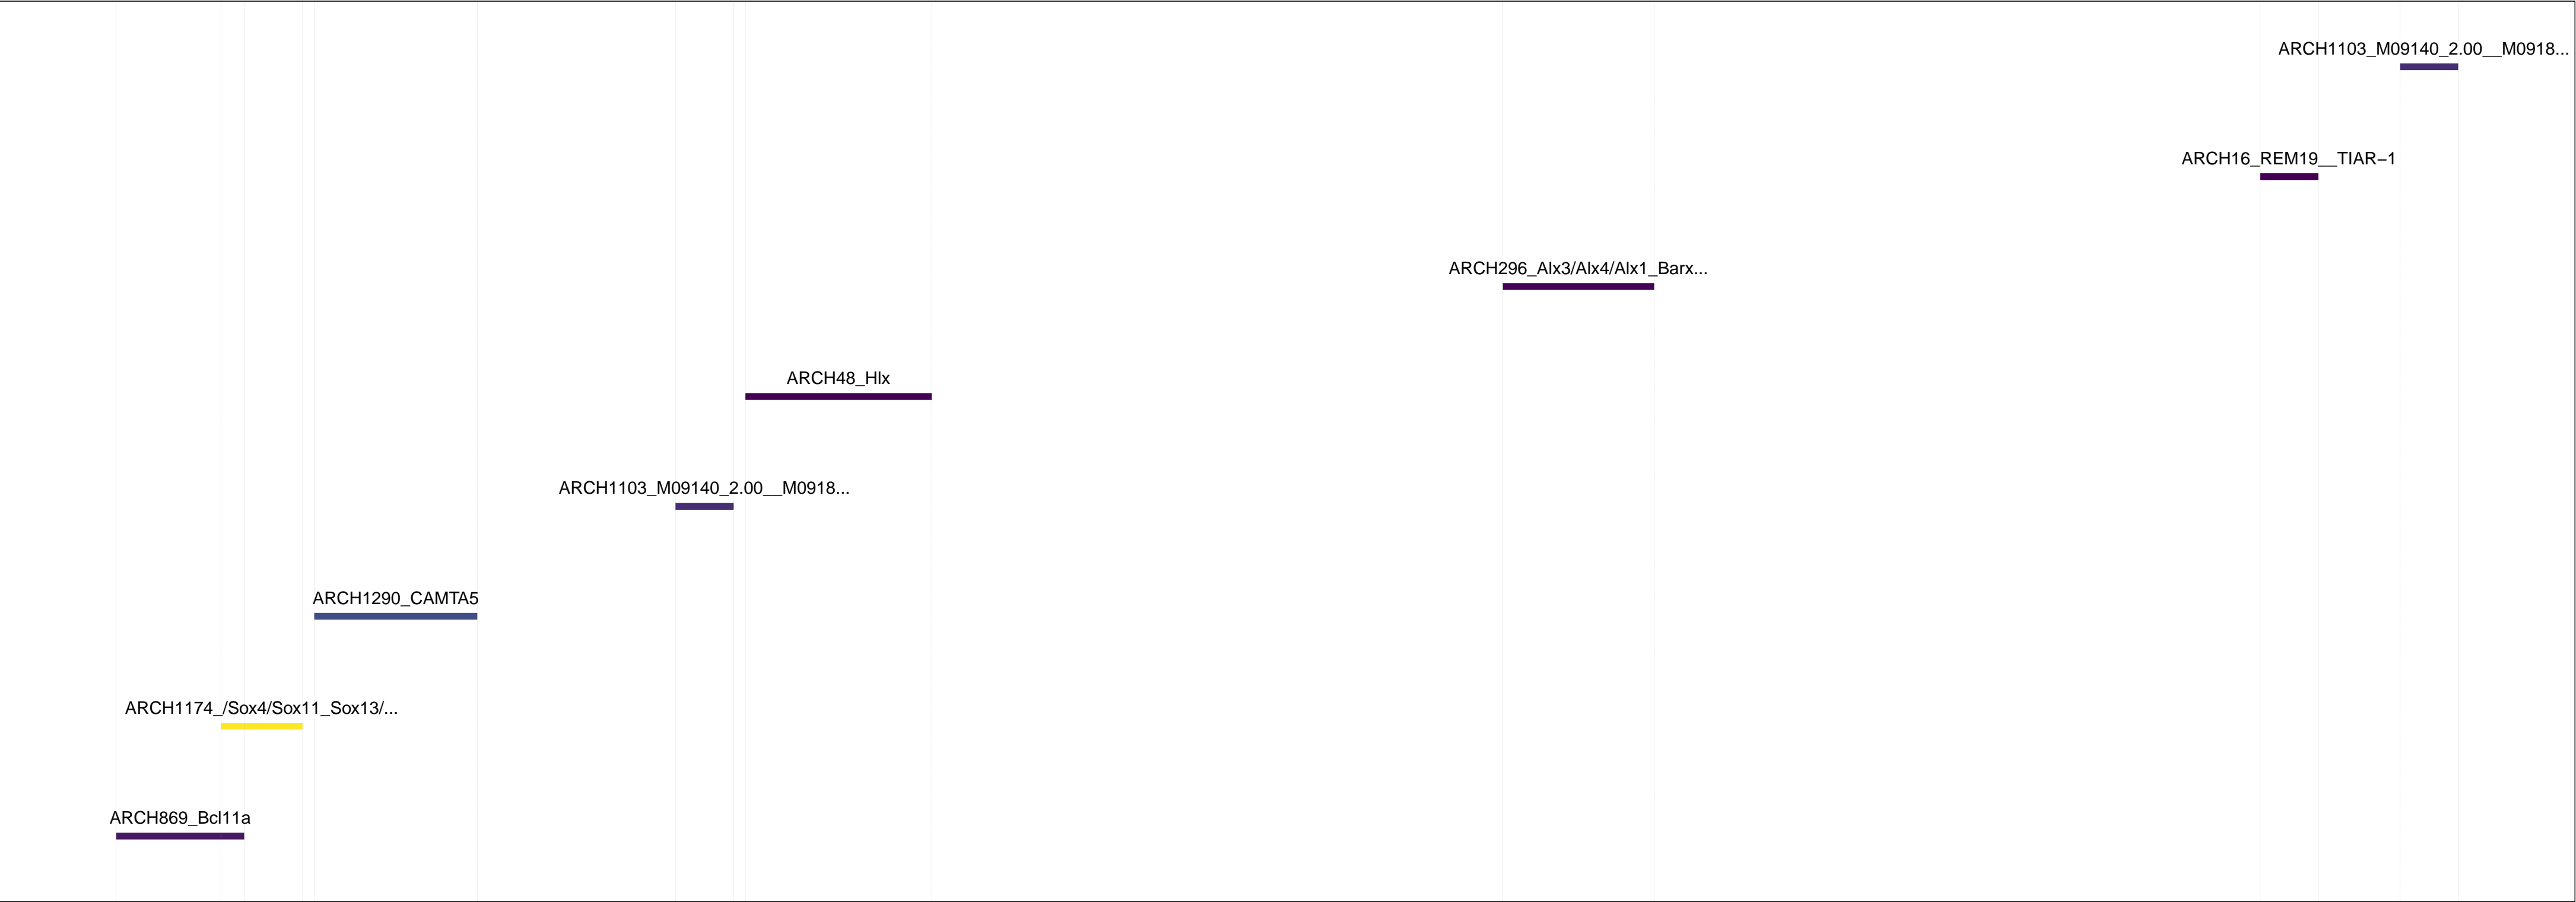 ARCH1103_M09140_2.00__M0918...
ARCH16_REM19__TIAR−1
ARCH296_Alx3/Alx4/Alx1_Barx...
ARCH48_Hlx
ARCH1103_M09140_2.00__M0918...
ARCH1290_CAMTA5
ARCH1174_/Sox4/Sox11_Sox13/...
ARCH869_Bcl11a